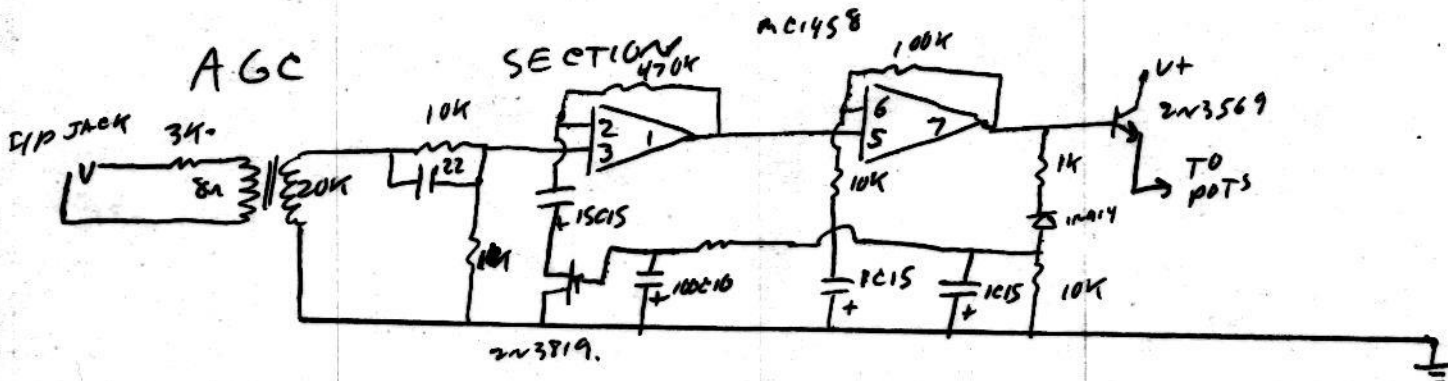 AGC SECTION
MC1458
I/P JACK
3K
8Ω
20K
10K
22
470K
2
3
1
100K
6
5
7
V+
2N3569
TO
POTS
1K
10K
+ 15C15
+ 100C10
1C15
+
1C15
+
10K
2N3819.